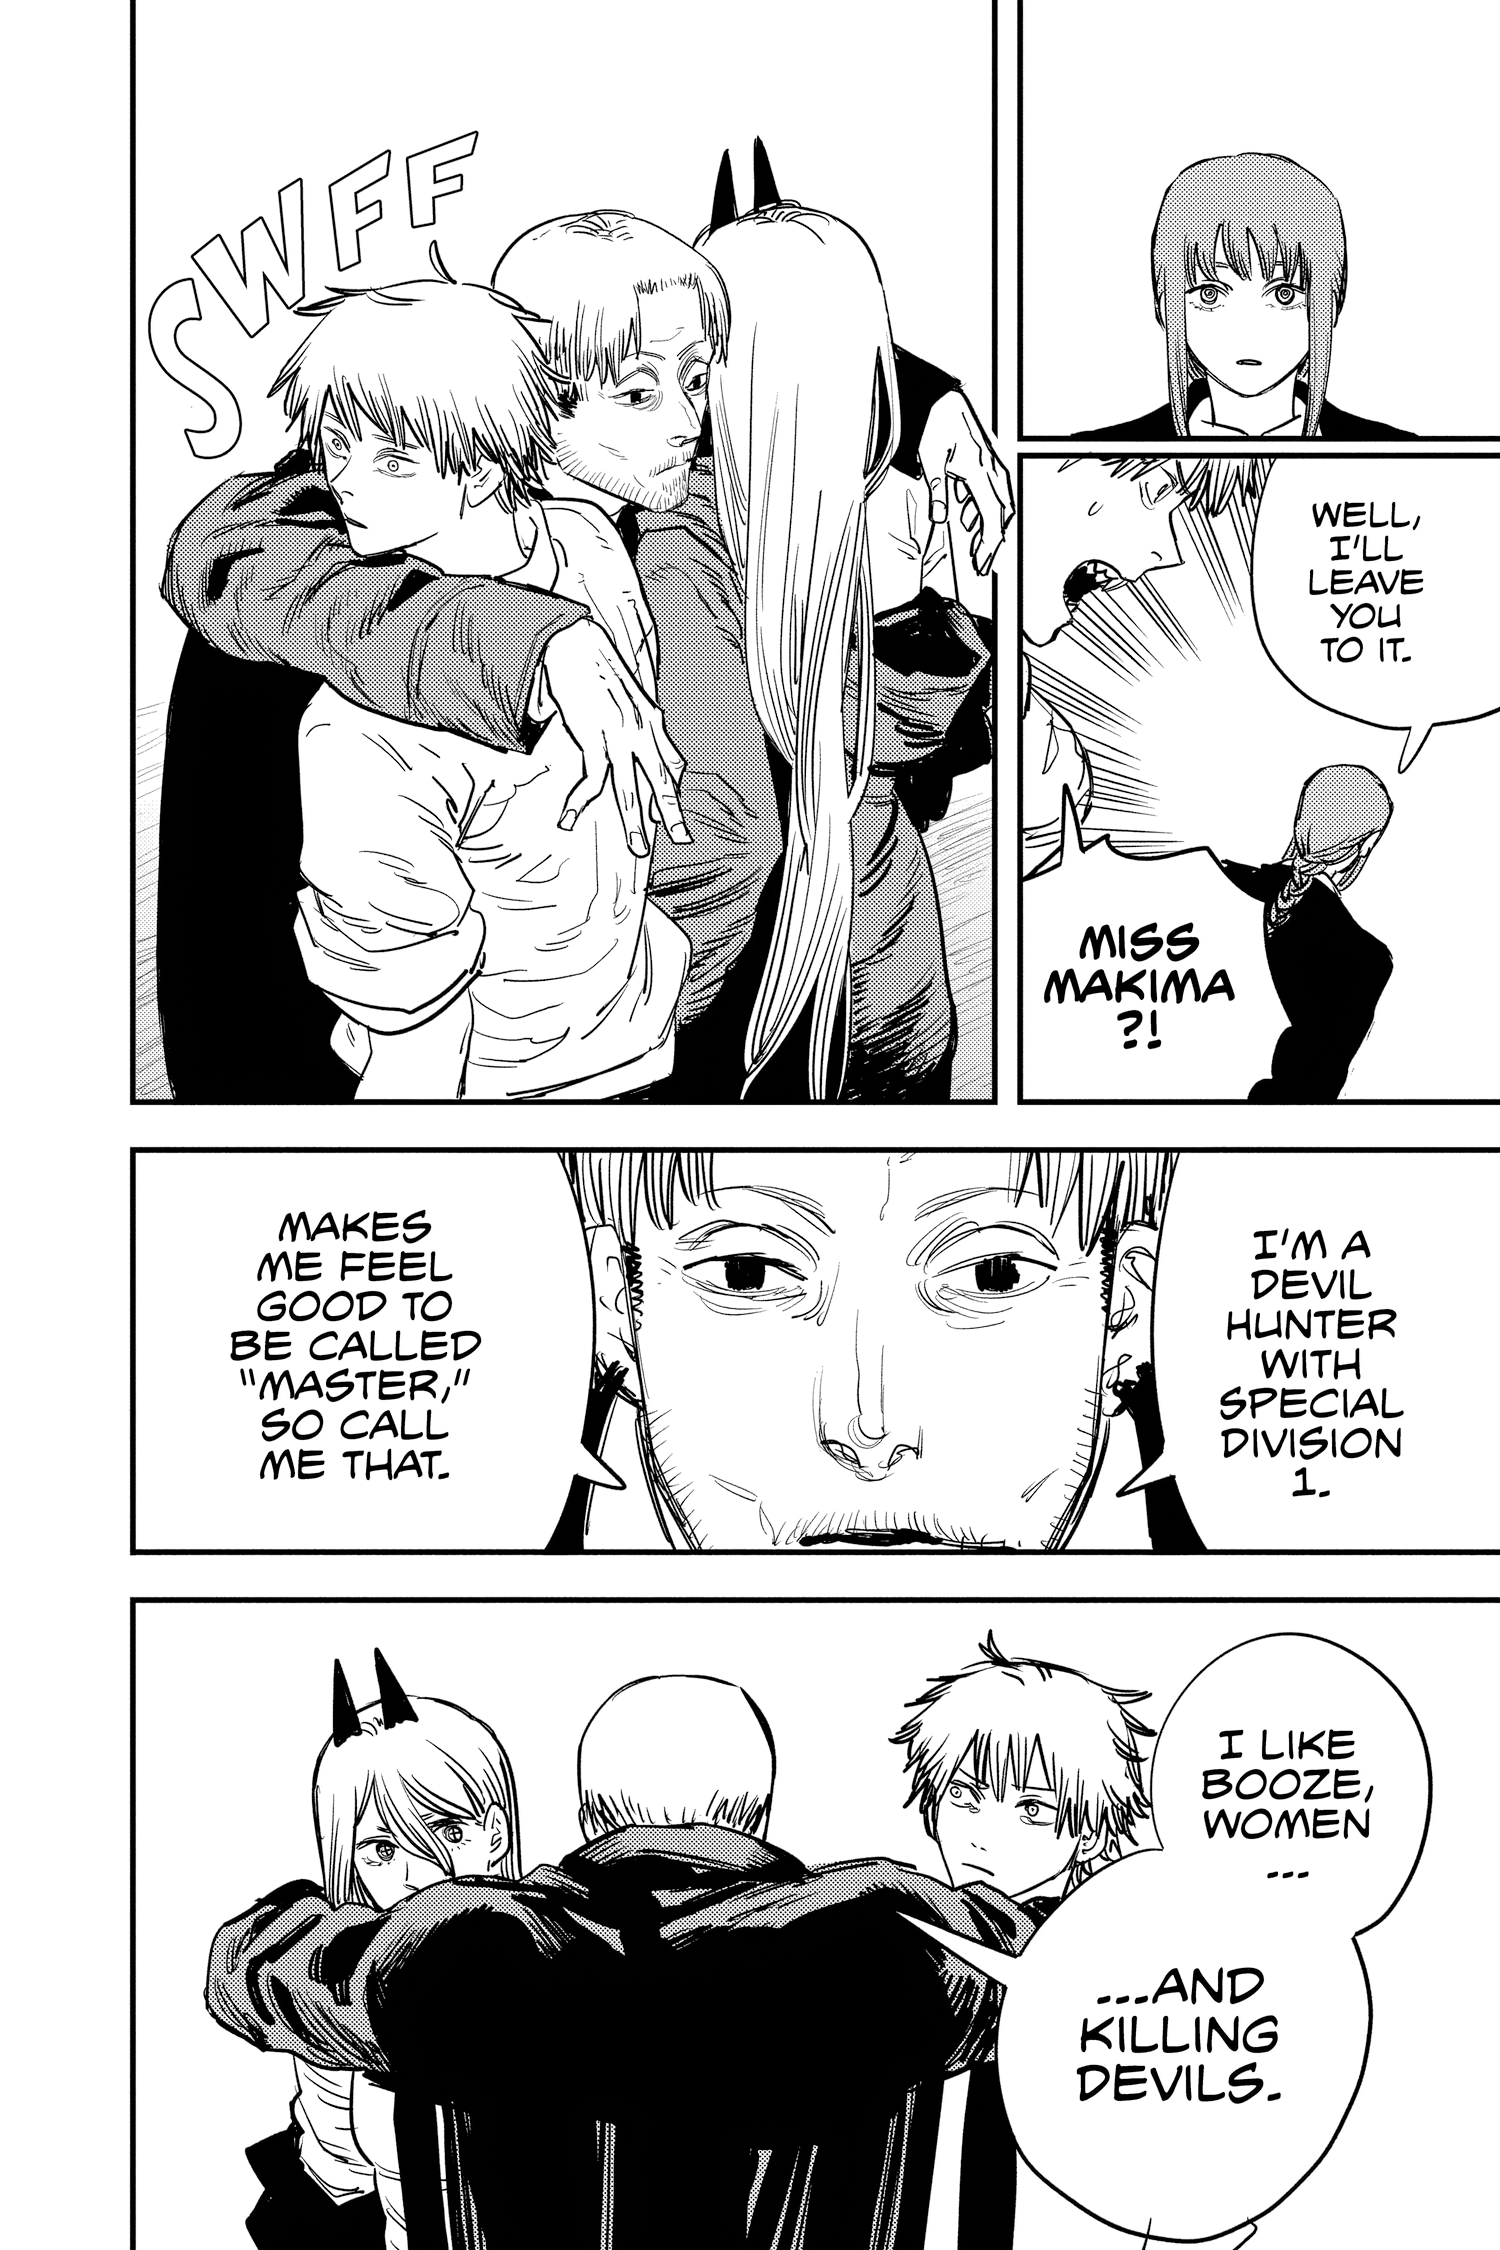 WELL,
I'LL
LEAVE
YOU
TO IT.
MISS
MAKIMA
?!
SWFF
I'M A
DEVIL
HUNTER
WITH
SPECIAL
DIVISION
1.
MAKES
ME FEEL
GOOD TO
BE CALLED
"MASTER,"
SO CALL
ME THAT.
I LIKE
BOOZE,
WOMEN
...
...AND
KILLING
DEVILS.